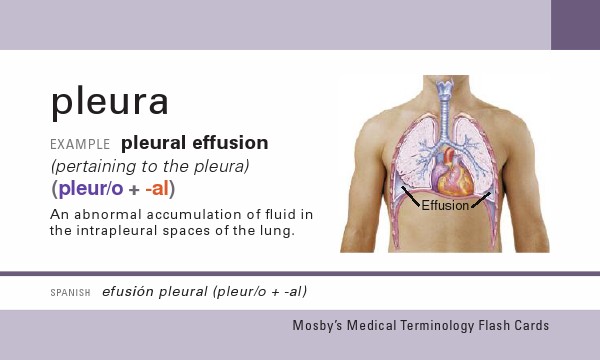 pleura
EXAMPLE pleural effusion
(pertaining to the pleura)
(pleur/o + -al)
An abnormal accumulation of fluid in
the intrapleural spaces of the lung.
Effusion
SPANISH efusión pleural (pleur/o + -al)
Mosby's Medical Terminology Flash Cards